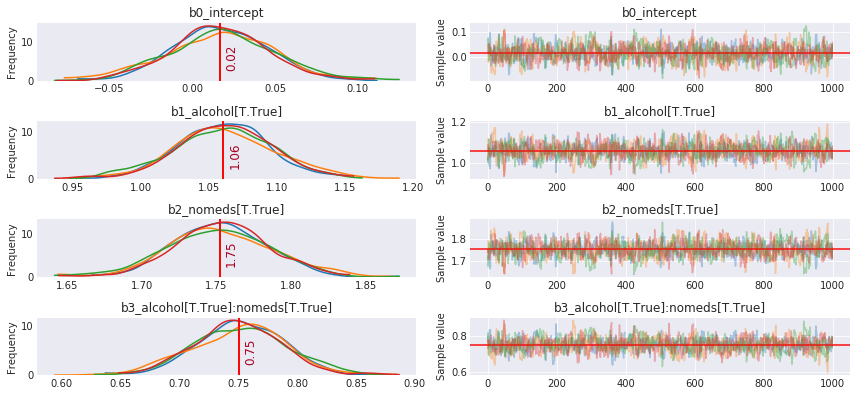 b0_intercept
Frequency
10
0
0.02
−0.05 0.00 0.05 0.10
b0_intercept
Sample value
0.1
0.0
0 200 400 600 800 1000
b1_alcohol[T.True]
Frequency
10
0
1.06
0.95 1.00 1.05 1.10 1.15 1.20
b1_alcohol[T.True]
Sample value
1.2
1.0
0 200 400 600 800 1000
b2_nomeds[T.True]
Frequency
10
0
1.75
1.65 1.70 1.75 1.80 1.85
b2_nomeds[T.True]
Sample value
1.8
1.7
0 200 400 600 800 1000
b3_alcohol[T.True]:nomeds[T.True]
Frequency
10
0
0.75
0.60 0.65 0.70 0.75 0.80 0.85 0.90
b3_alcohol[T.True]:nomeds[T.True]
Sample value
0.8
0.6
0 200 400 600 800 1000